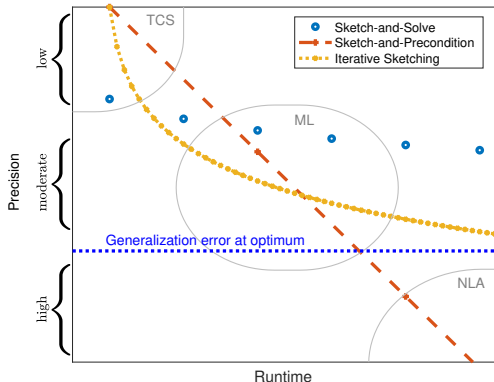 TCS
Sketch-and-Solve
Sketch-and-Precondition
Iterative Sketching
low
ML
moderate
Precision
Generalization error at optimum
high
NLA
Runtime